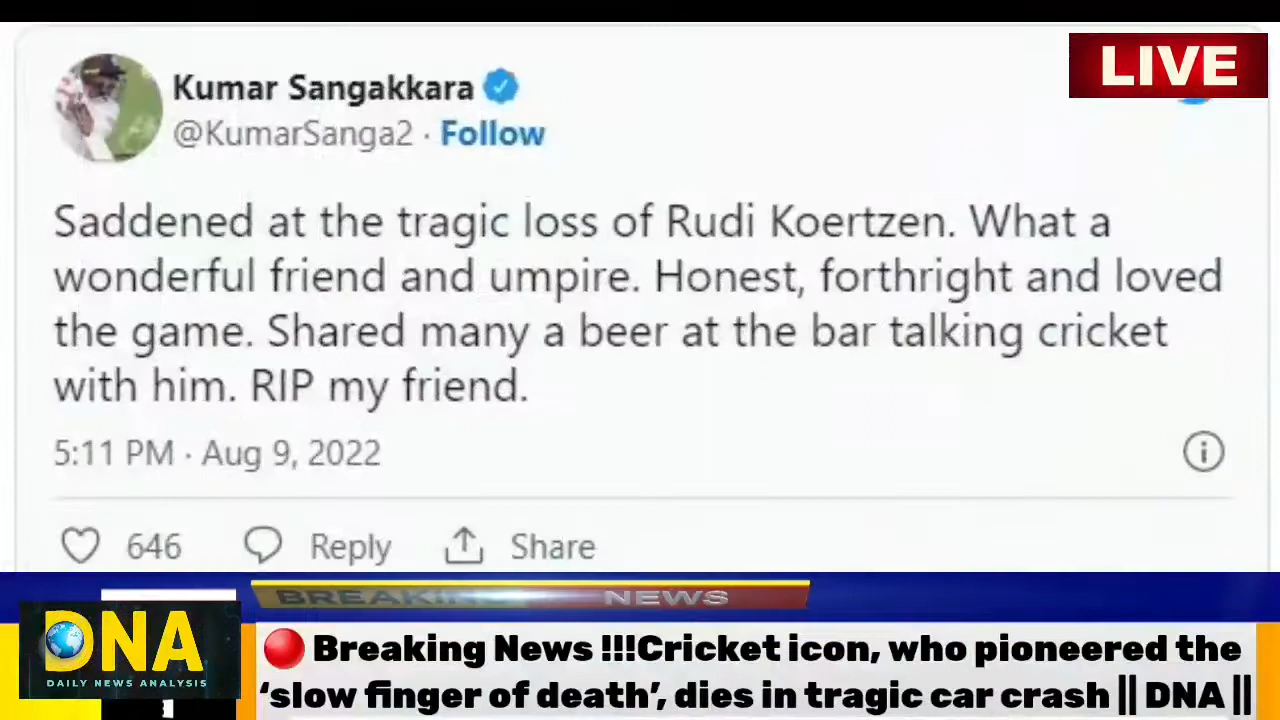 LIVE
Kumar Sangakkara
@KumarSanga2 · Follow
Saddened at the tragic loss of Rudi Koertzen. What a
wonderful friend and umpire. Honest, forthright and loved
the game. Shared many a beer at the bar talking cricket
with him. RIP my friend.
5:11 PM · Aug 9, 2022
646 Reply Share
BREAKING NEWS
DNA
DAILY NEWS ANALYSIS
🔴 Breaking News !!!Cricket icon, who pioneered the
‘slow finger of death’, dies in tragic car crash || DNA ||